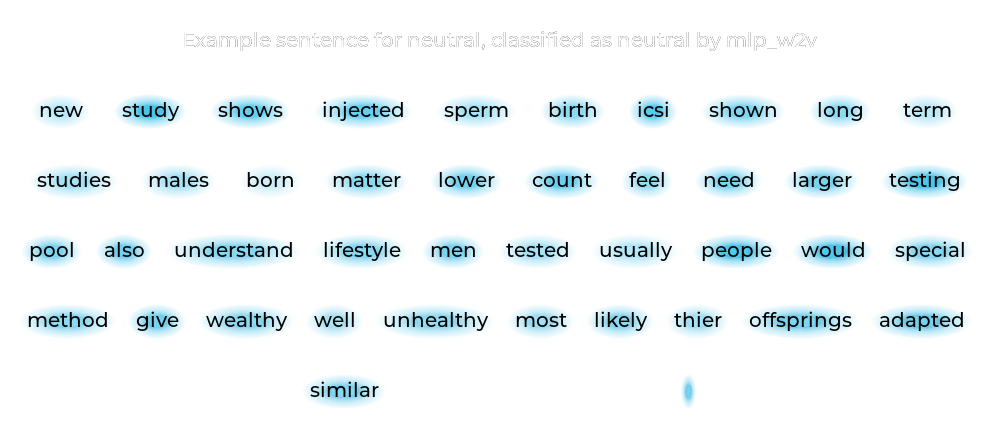 Example sentence for neutral, classified as neutral by mlp_w2v
new study shows injected sperm birth icsi shown long term
studies males born matter lower count feel need larger testing
pool also understand lifestyle men tested usually people would special
method give wealthy well unhealthy most likely thier offsprings adapted
similar